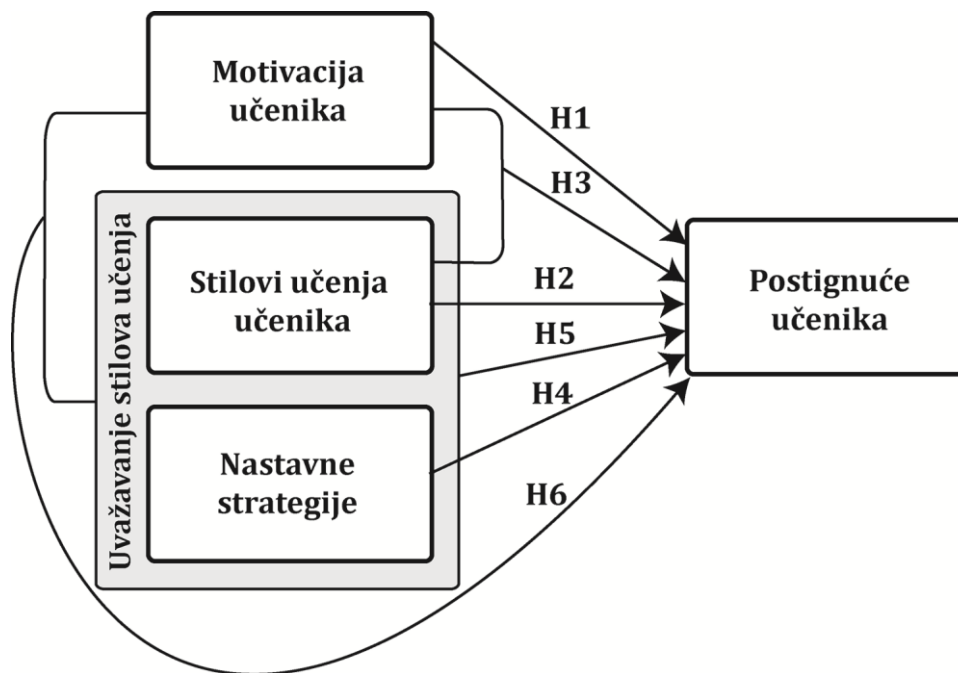 Motivacija
učenika
H1
H3
Uvažavanje stilova učenja
Stilovi učenja
učenika
H2
H5
H4
Postignuće
učenika
Nastavne
strategije
H6